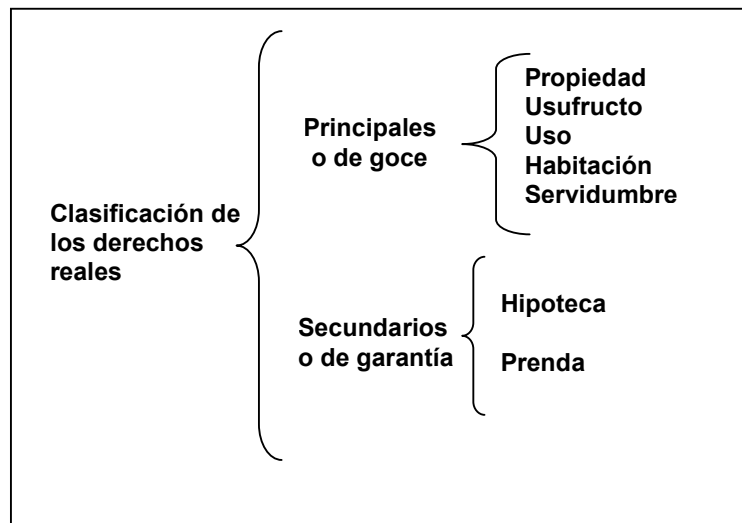 Clasificación de
los derechos
reales
Principales
o de goce
Propiedad
Usufructo
Uso
Habitación
Servidumbre
Secundarios
o de garantía
Hipoteca
Prenda